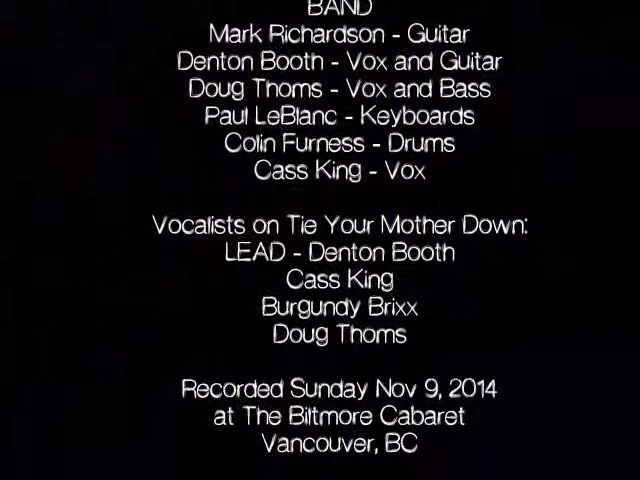 BAND
Mark Richardson - Guitar
Denton Booth - Vox and Guitar
Doug Thoms - Vox and Bass
Paul LeBlanc - Keyboards
Colin Furness - Drums
Cass King - Vox
Vocalists on Tie Your Mother Down:
LEAD - Denton Booth
Cass King
Burgundy Brixx
Doug Thoms
Recorded Sunday Nov 9, 2014
at The Biltmore Cabaret
Vancouver, BC